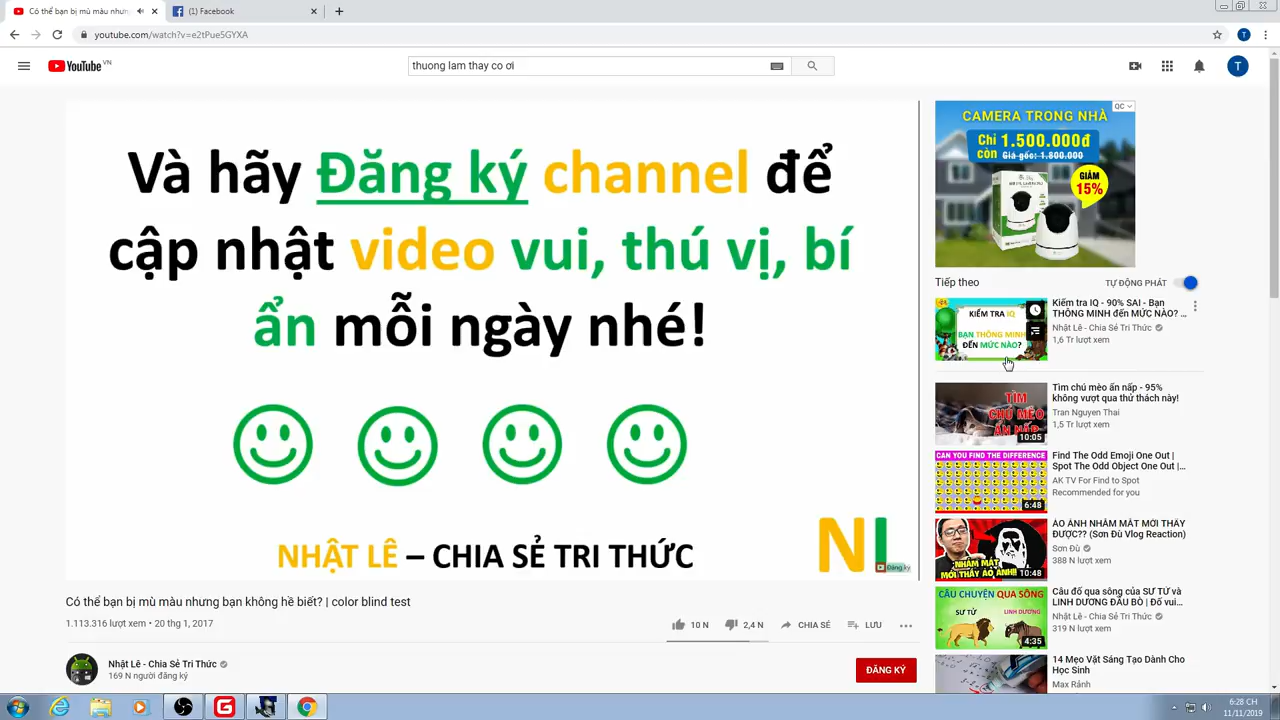 Có thể bạn bị mù màu nhưn
(1) Facebook
youtube.com/watch?v=e2tPue5GYXA
YouTube VN
thuong lam thay co ơi
T
Và hãy Đăng ký channel để
cập nhật video vui, thú vị, bí
ẩn mỗi ngày nhé!
NHẬT LÊ – CHIA SẺ TRI THỨC
NL
Đăng ký
Có thể bạn bị mù màu nhưng bạn không hề biết? | color blind test
1.113.316 lượt xem • 20 thg 1, 2017
10 N
2,4 N
CHIA SẺ
LƯU
Nhật Lê - Chia Sẻ Tri Thức
169 N người đăng ký
ĐĂNG KÝ
QC
CAMERA TRONG NHÀ
Chỉ còn 1.500.000đ
Giá gốc: 1.800.000
GIẢM
15%
Tiếp theo
TỰ ĐỘNG PHÁT
KIỂM TRA IQ
BẠN THÔNG MINH
ĐẾN MỨC NÀO?
Kiểm tra IQ - 90% SAI - Bạn
THÔNG MINH đến MỨC NÀO? ...
Nhật Lê - Chia Sẻ Tri Thức
1,6 Tr lượt xem
TÌM
CHÚ MÈO
ẨN NẤP
10:05
Tìm chú mèo ẩn nấp - 95%
không vượt qua thử thách này!
Tran Nguyen Thai
1,5 Tr lượt xem
CAN YOU FIND THE DIFFERENCE
6:48
Find The Odd Emoji One Out |
Spot The Odd Object One Out |...
AK TV For Find to Spot
Recommended for you
NHẮM MẮT
MỚI THẤY ẢO ẢNH!!
10:48
ẢO ẢNH NHẮM MẮT MỚI THẤY
ĐƯỢC?? (Sơn Đù Vlog Reaction)
Sơn Đù
388 N lượt xem
CÂU CHUYỆN QUA SÔNG
SƯ TỬ
LINH DƯƠNG
4:35
Câu đố qua sông của SƯ TỬ và
LINH DƯƠNG ĐẦU BÒ | Đố vui...
Nhật Lê - Chia Sẻ Tri Thức
319 N lượt xem
14 Mẹo Vặt Sáng Tạo Dành Cho
Học Sinh
Max Rảnh
6:28 CH
11/11/2019